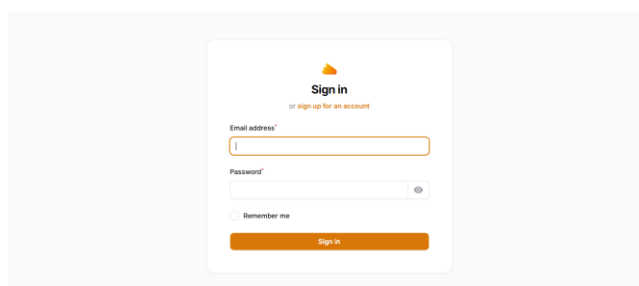 Sign in
or sign up for an account
Email address*
Password*
Remember me
Sign in